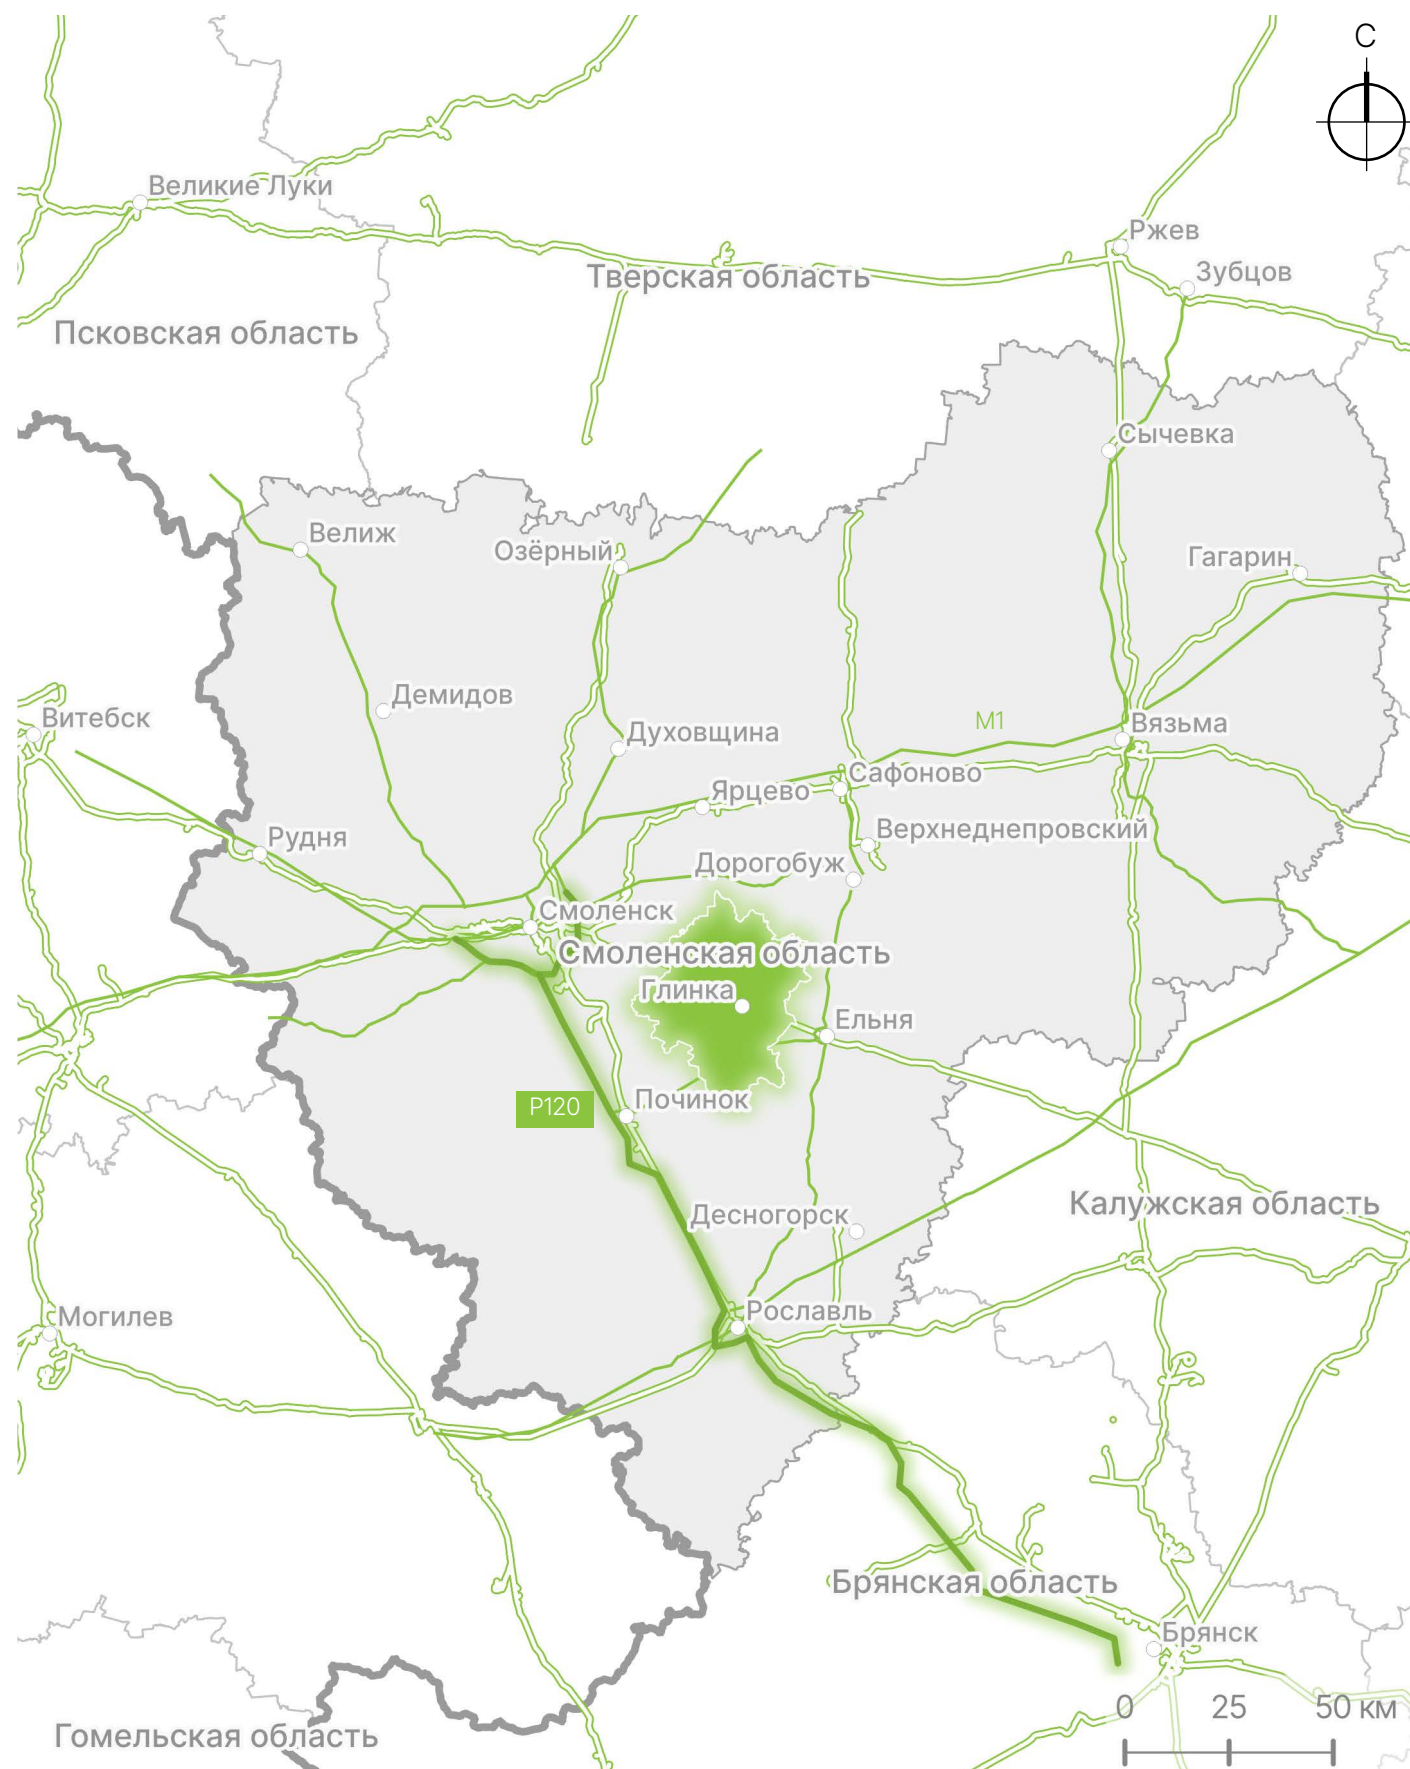 С
Великие Луки
Ржев
Зубцов
Тверская область
Псковская область
Сычевка
Велиж
Озёрный
Гагарин
Демидов
Витебск
М1
Вязьма
Духовщина
Сафоново
Ярцево
Верхнеднепровский
Рудня
Дорогобуж
Смоленск
Смоленская область
Глинка
Ельня
Р120
Починок
Калужская область
Десногорск
Рославль
Могилев
Брянская область
Брянск
0 25 50 км
Гомельская область